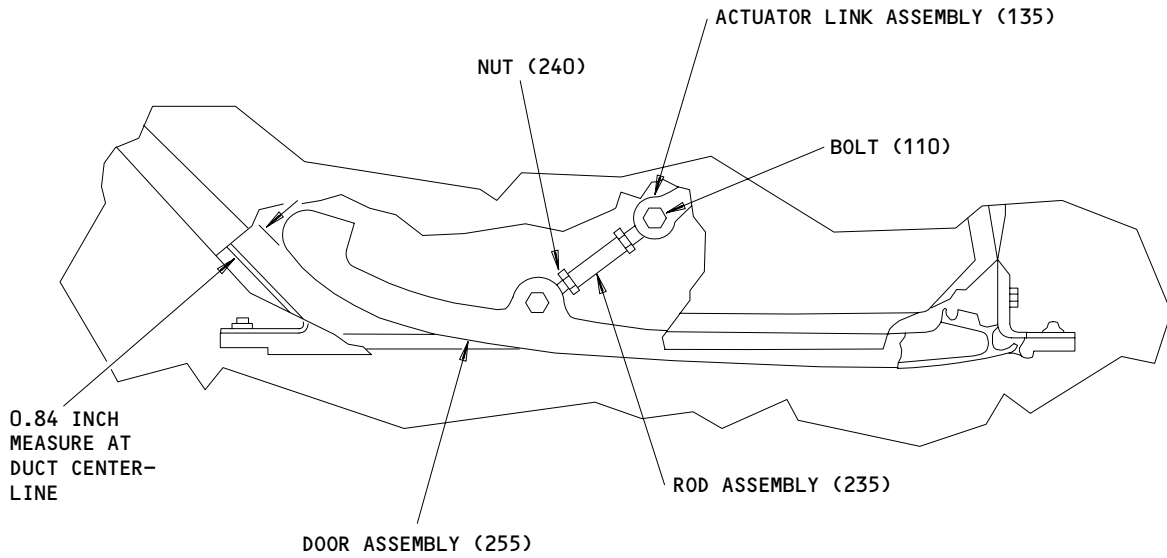 ACTUATOR LINK ASSEMBLY (135)
NUT (240)
BOLT (110)
0.84 INCH
MEASURE AT
DUCT CENTER-
LINE
ROD ASSEMBLY (235)
DOOR ASSEMBLY (255)